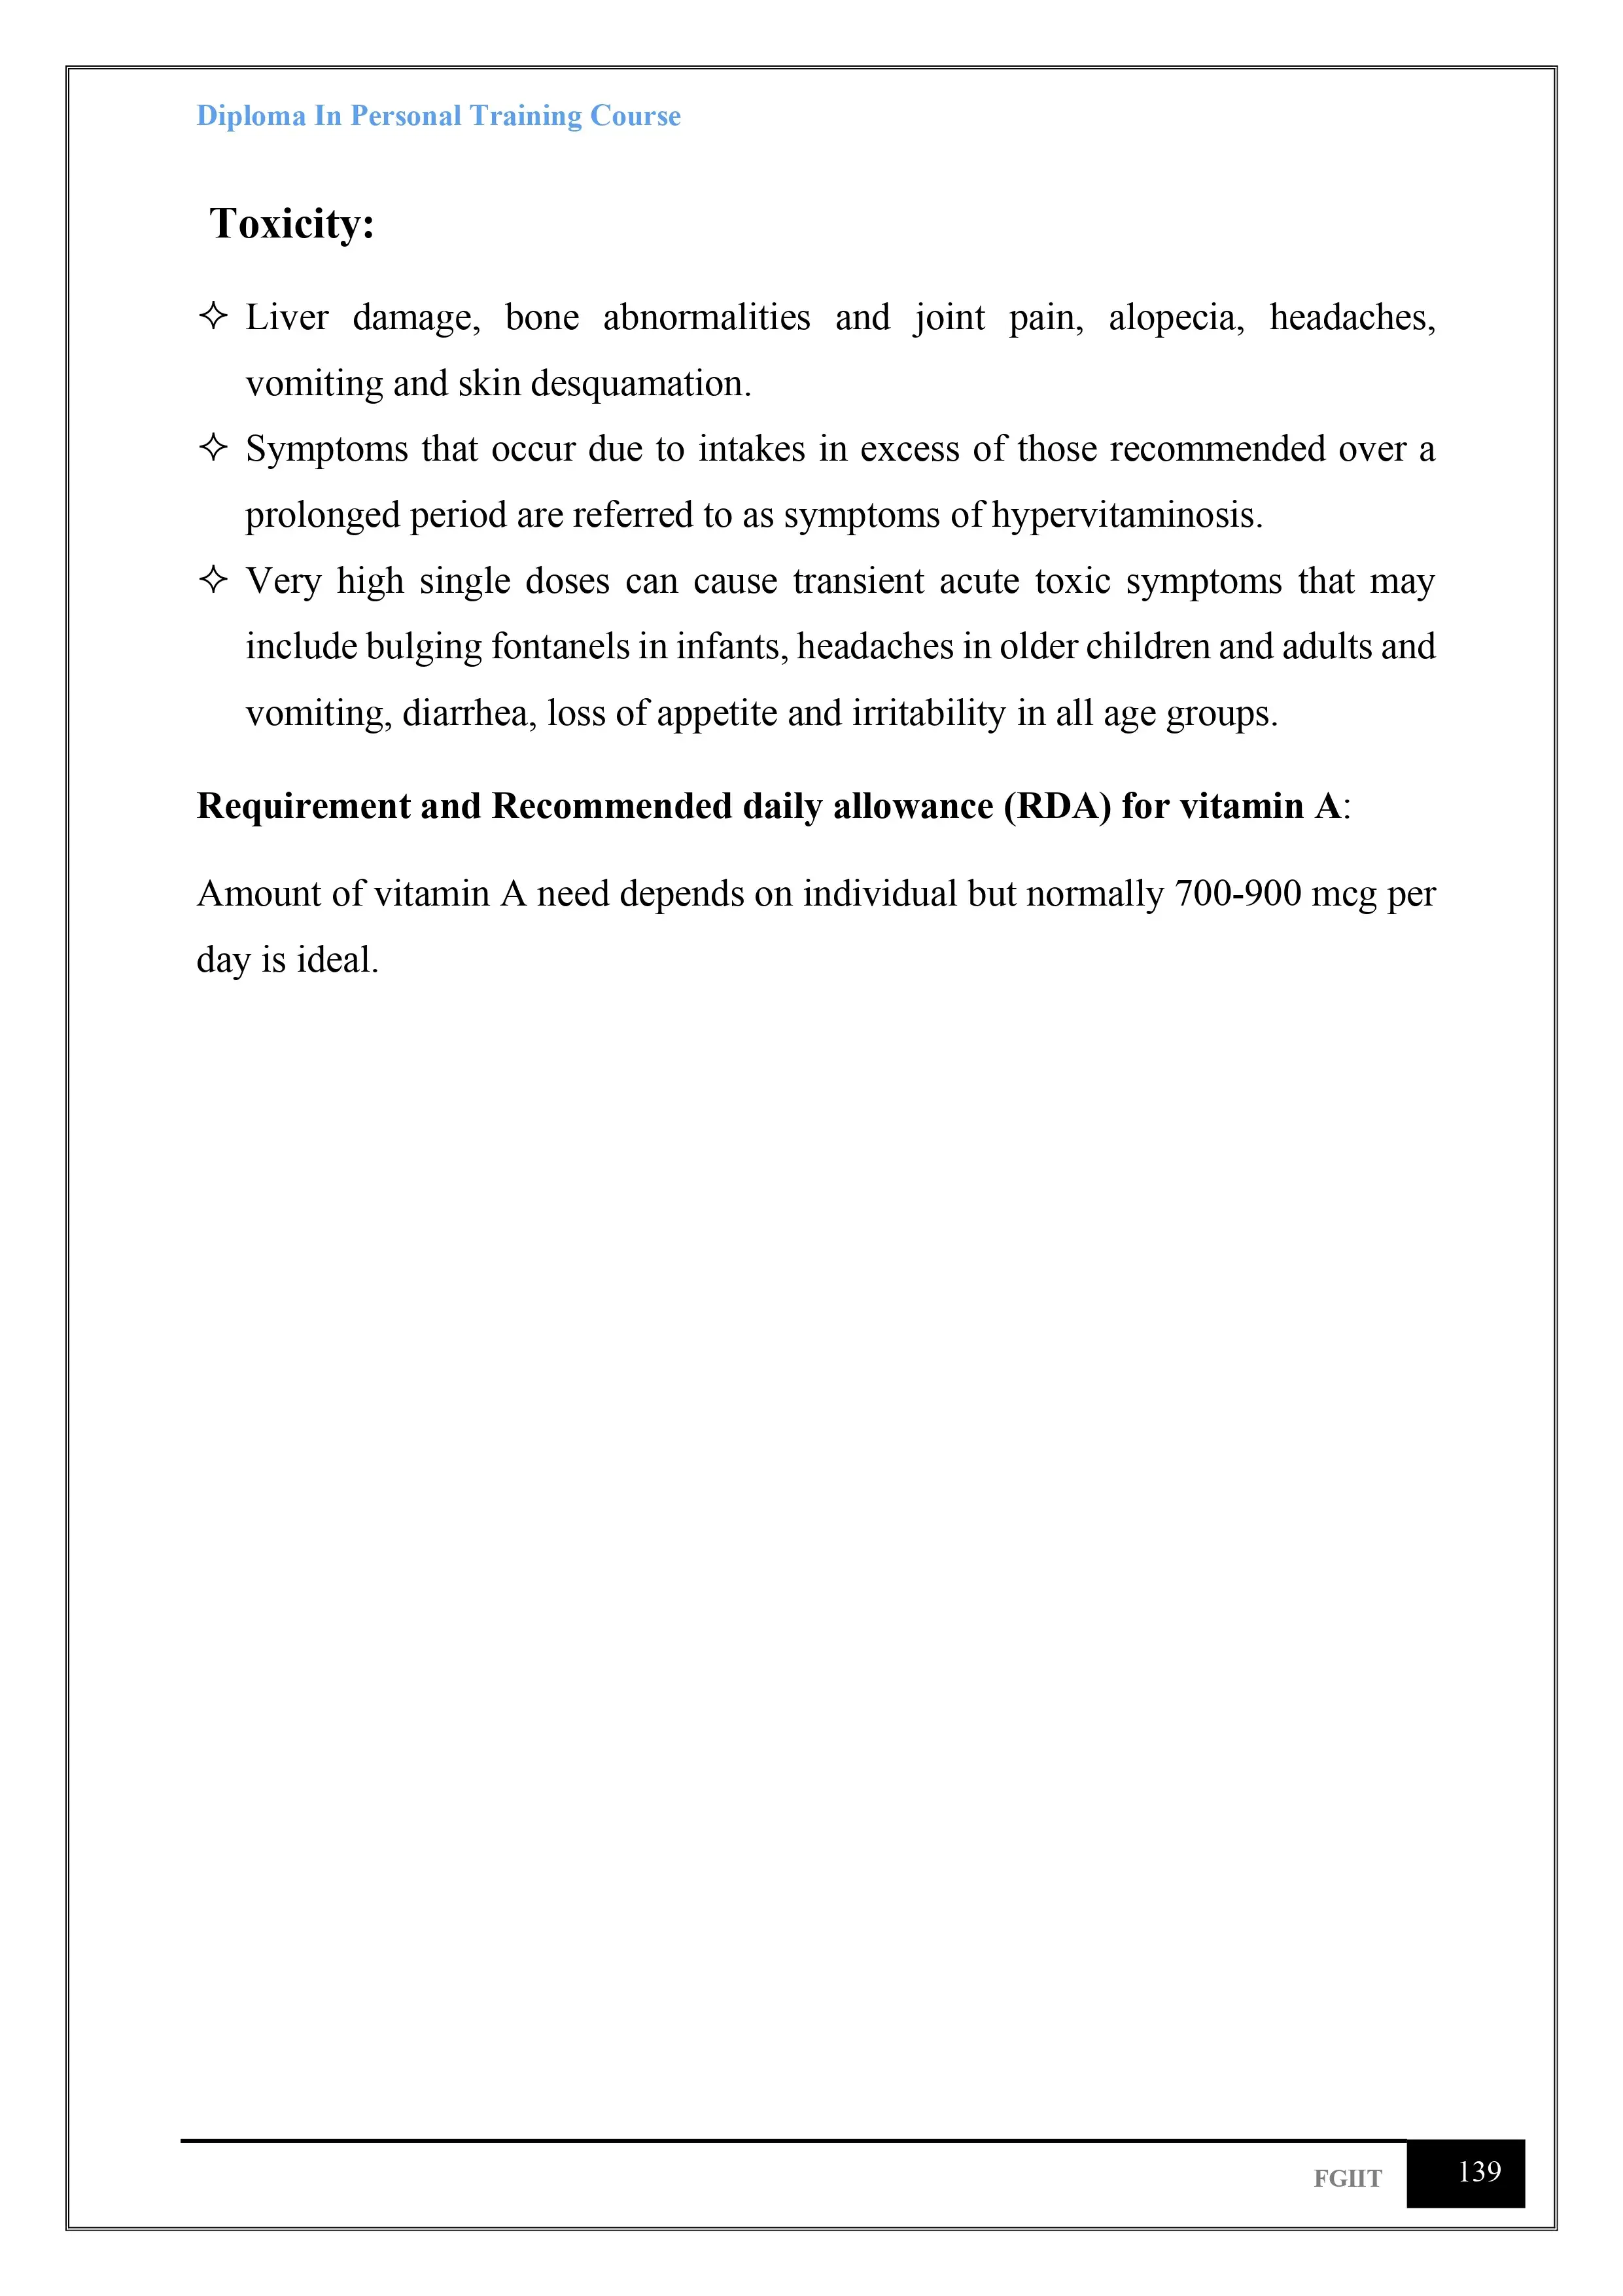 Diploma In Personal Training Course
Toxicity:
✧ Liver damage, bone abnormalities and joint pain, alopecia, headaches,
vomiting and skin desquamation.
✧ Symptoms that occur due to intakes in excess of those recommended over a
prolonged period are referred to as symptoms of hypervitaminosis.
✧ Very high single doses can cause transient acute toxic symptoms that may
include bulging fontanels in infants, headaches in older children and adults and
vomiting, diarrhea, loss of appetite and irritability in all age groups.
Requirement and Recommended daily allowance (RDA) for vitamin A:
Amount of vitamin A need depends on individual but normally 700-900 mcg per
day is ideal.
FGIIT 139